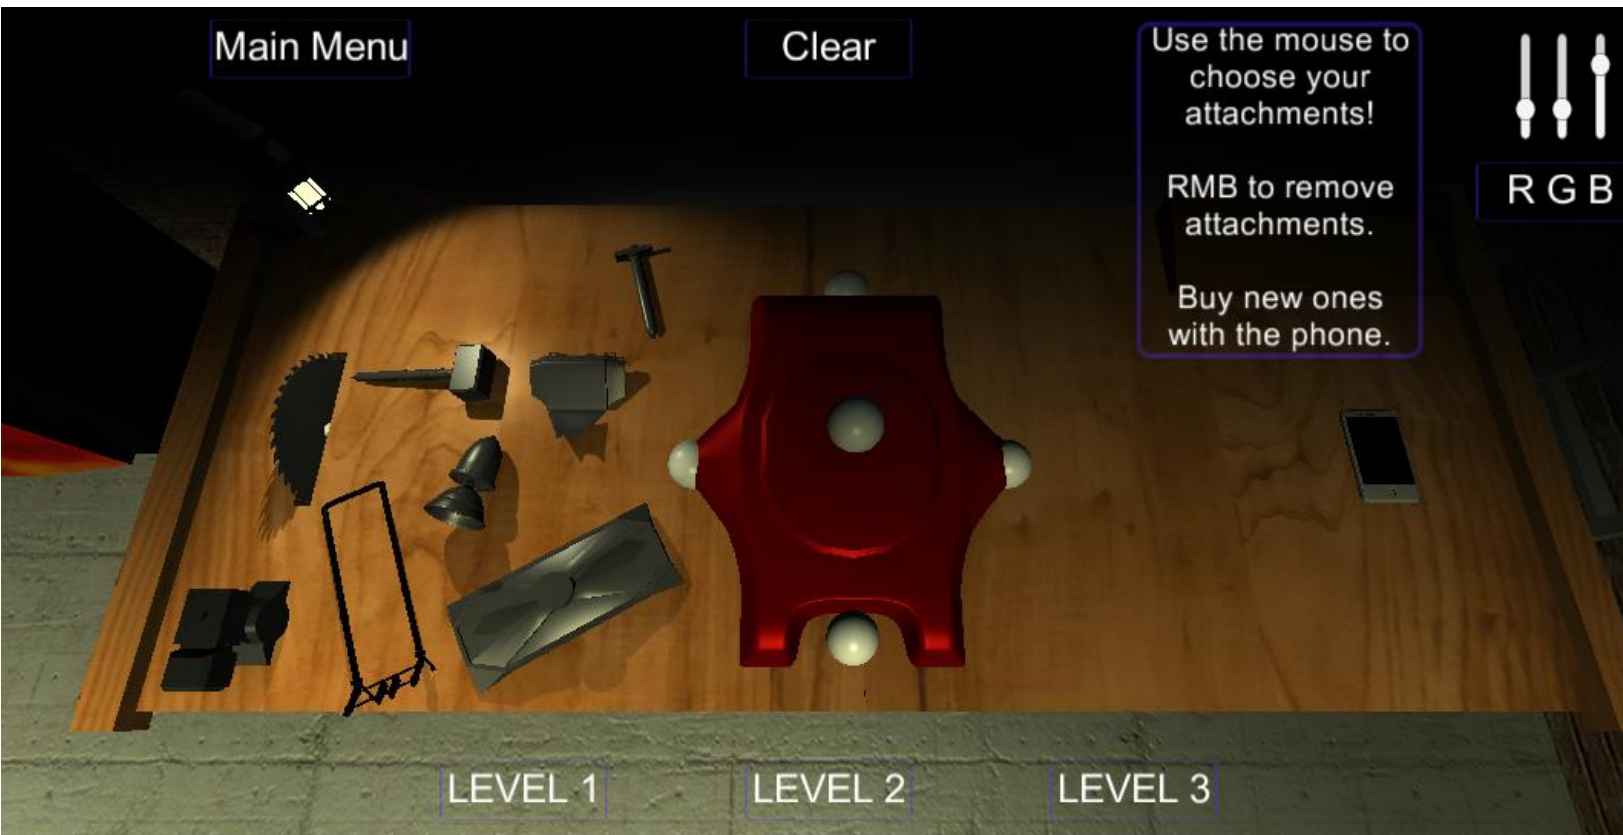 Main Menu
Clear
Use the mouse to
choose your
attachments!
RMB to remove
attachments.
Buy new ones
with the phone.
R G B
LEVEL 1
LEVEL 2
LEVEL 3